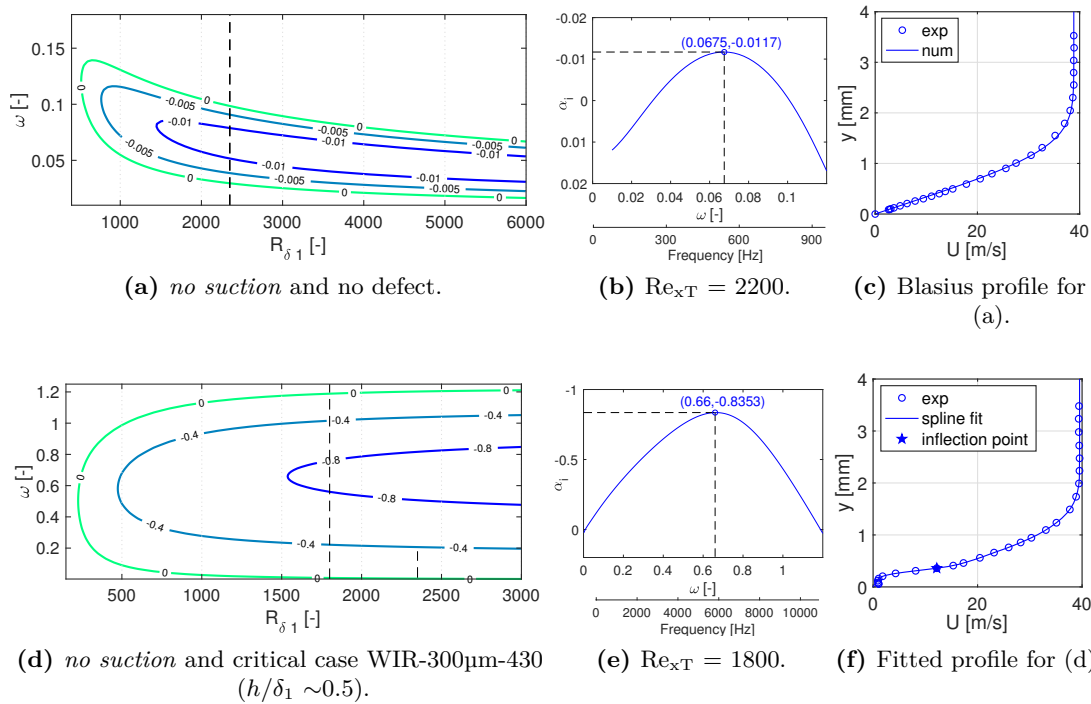 0.15
0.1
0.05
ω [-]
0
-0.005
-0.01
0
-0.005
-0.01
-0.01
-0.005
0
0
-0.005
-0.01
-0.01
-0.005
0
1000 2000 3000 4000 5000 6000
R δ 1 [-]
(a) no suction and no defect.
-0.02
-0.01
0
0.01
0.02
α i
(0.0675,-0.0117)
0 0.02 0.04 0.06 0.08 0.1
ω [-]
0 180 360 540 720 900
Frequency [Hz]
(b) Re xT = 2200.
4
3
2
1
0
y [mm]
exp
num
0 20 40
U [m/s]
(c) Blasius profile for
(a).
1.2
1
0.8
0.6
0.4
0.2
ω [-]
0
0
-0.4
-0.4
-0.8
0
-0.4
-0.8
-0.4
-0.4
0
0
500 1000 1500 2000 2500 3000
R δ 1 [-]
(d) no suction and critical case WIR-300µm-430
(h/δ1 ∼0.5).
-1
-0.5
0
α i
(0.66,-0.8353)
0 0.2 0.4 0.6 0.8 1
ω [-]
0 2000 4000 6000 8000 10000
Frequency [Hz]
(e) Re xT = 1800.
4
3
2
1
0
y [mm]
exp
spline fit
inflection point
0 20 40
U [m/s]
(f) Fitted profile for (d)